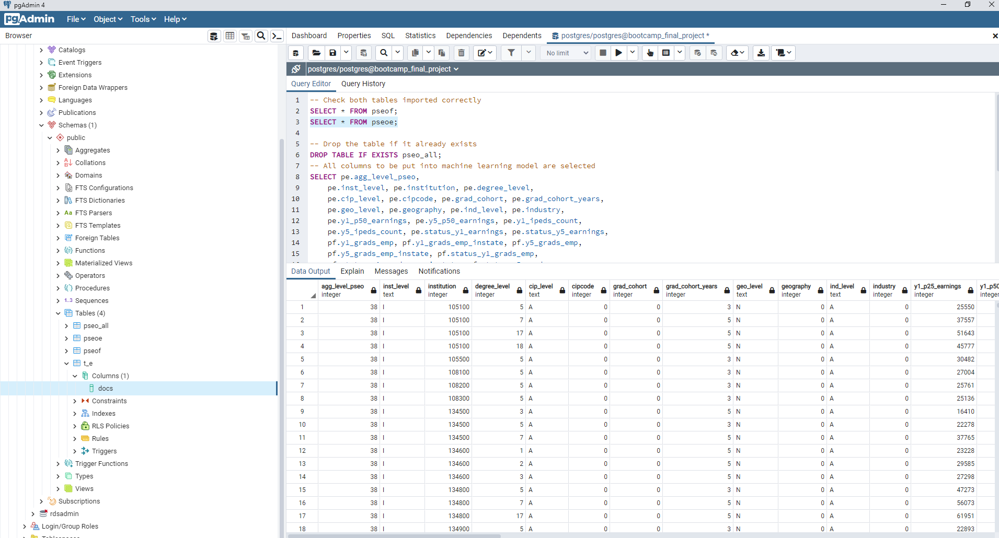 pgAdmin 4
pgAdmin File Object Tools Help
Browser
Dashboard Properties SQL Statistics Dependencies Dependents postgres/postgres@bootcamp_final_project *
No limit
postgres/postgres@bootcamp_final_project
Query Editor Query History
Catalogs
Event Triggers
Extensions
Foreign Data Wrappers
Languages
Publications
Schemas (1)
public
Aggregates
Collations
Domains
FTS Configurations
FTS Dictionaries
Aa FTS Parsers
FTS Templates
Foreign Tables
Functions
Materialized Views
Operators
Procedures
1..3 Sequences
Tables (4)
pseo_all
pseoe
pseof
t_e
Columns (1)
docs
Constraints
Indexes
RLS Policies
Rules
Triggers
Trigger Functions
Types
Views
Subscriptions
rdsadmin
Login/Group Roles
1 -- Check both tables imported correctly
2 SELECT * FROM pseof;
3 SELECT * FROM pseoe;
4
5 -- Drop the table if it already exists
6 DROP TABLE IF EXISTS pseo_all;
7 -- All columns to be put into machine learning model are selected
8 SELECT pe.agg_level_pseo,
9 pe.inst_level, pe.institution, pe.degree_level,
10 pe.cip_level, pe.cipcode, pe.grad_cohort, pe.grad_cohort_years,
11 pe.geo_level, pe.geography, pe.ind_level, pe.industry,
12 pe.y1_p50_earnings, pe.y5_p50_earnings, pe.y1_ipeds_count,
13 pe.y5_ipeds_count, pe.status_y1_earnings, pe.status_y5_earnings,
14 pf.y1_grads_emp, pf.y1_grads_emp_instate, pf.y5_grads_emp,
15 pf.y5_grads_emp_instate, pf.status_y1_grads_emp,
Data Output Explain Messages Notifications
agg_level_pseo inst_level institution degree_level cip_level cipcode grad_cohort grad_cohort_years geo_level geography ind_level industry y1_p25_earnings y1_p50
integer text integer integer text integer integer integer text integer text integer integer integer
1 38 I 105100 5 A 0 0 3 N 0 A 0 25550
2 38 I 105100 7 A 0 0 5 N 0 A 0 37557
3 38 I 105100 17 A 0 0 5 N 0 A 0 51643
4 38 I 105100 18 A 0 0 5 N 0 A 0 45777
5 38 I 105500 5 A 0 0 3 N 0 A 0 30482
6 38 I 108100 5 A 0 0 3 N 0 A 0 27004
7 38 I 108200 5 A 0 0 3 N 0 A 0 25761
8 38 I 108300 5 A 0 0 3 N 0 A 0 25136
9 38 I 134500 3 A 0 0 5 N 0 A 0 16410
10 38 I 134500 5 A 0 0 3 N 0 A 0 22278
11 38 I 134500 7 A 0 0 5 N 0 A 0 37765
12 38 I 134600 1 A 0 0 5 N 0 A 0 23228
13 38 I 134600 2 A 0 0 5 N 0 A 0 29585
14 38 I 134600 3 A 0 0 5 N 0 A 0 27298
15 38 I 134800 5 A 0 0 3 N 0 A 0 47273
16 38 I 134800 7 A 0 0 5 N 0 A 0 56073
17 38 I 134800 17 A 0 0 5 N 0 A 0 61951
18 38 I 134900 5 A 0 0 3 N 0 A 0 22893